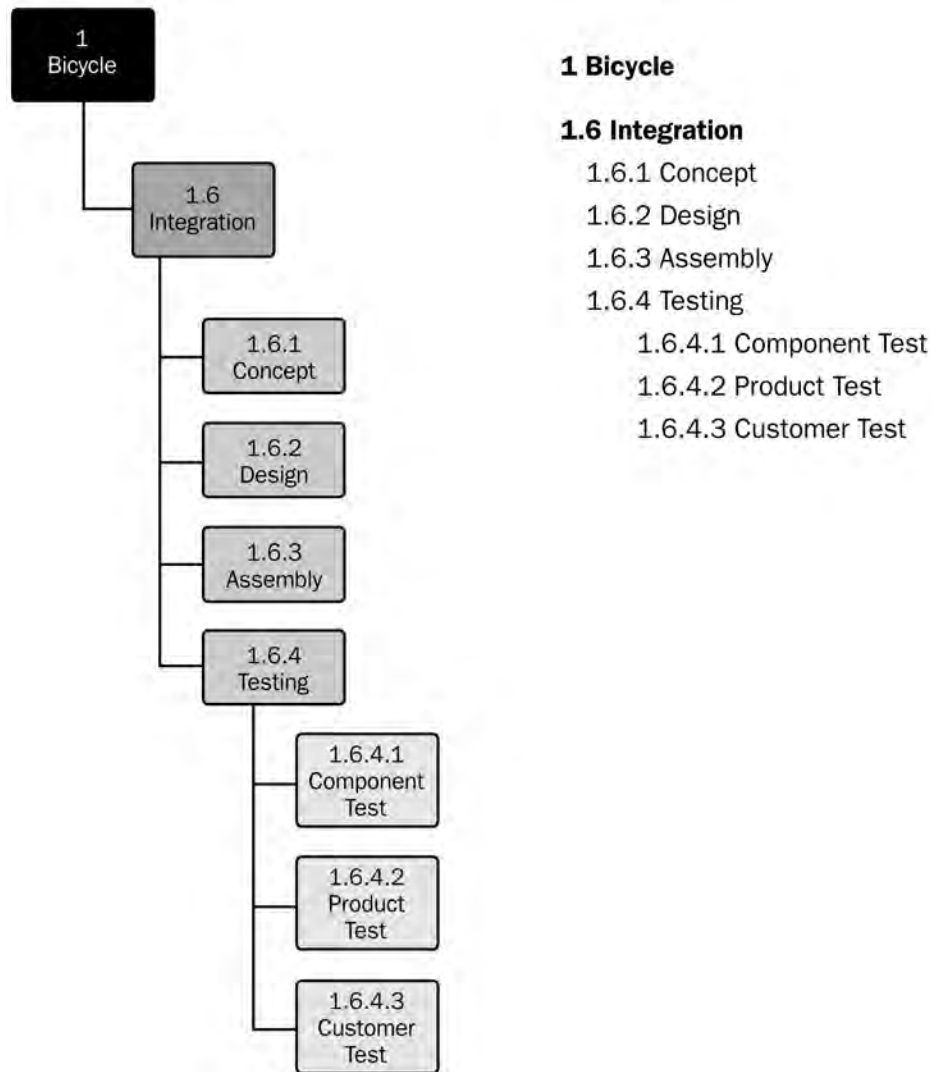 1
Bicycle
1.6
Integration
1.6.1
Concept
1.6.2
Design
1.6.3
Assembly
1.6.4
Testing
1.6.4.1
Component
Test
1.6.4.2
Product
Test
1.6.4.3
Customer
Test
1 Bicycle
1.6 Integration
1.6.1 Concept
1.6.2 Design
1.6.3 Assembly
1.6.4 Testing
1.6.4.1 Component Test
1.6.4.2 Product Test
1.6.4.3 Customer Test